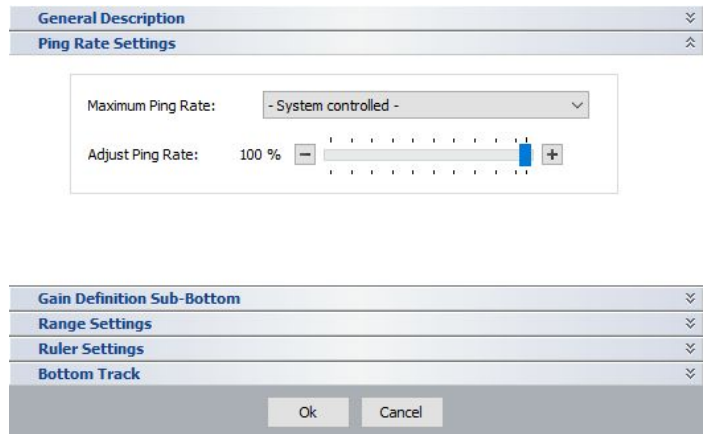 General Description
Ping Rate Settings
Maximum Ping Rate: - System controlled -
Adjust Ping Rate: 100 %
Gain Definition Sub-Bottom
Range Settings
Ruler Settings
Bottom Track
Ok Cancel